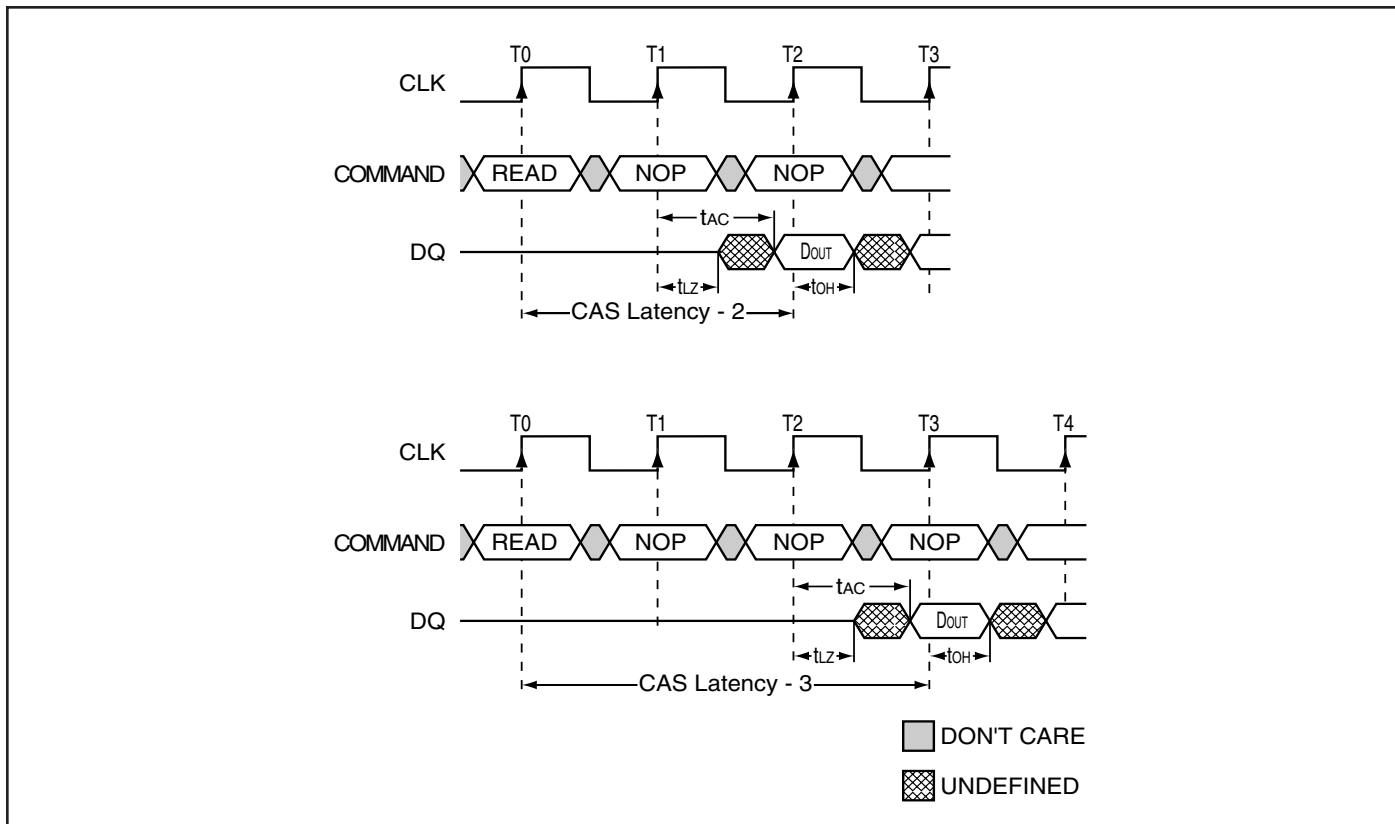 T0 T1 T2 T3
CLK
COMMAND READ NOP NOP
tAC
DQ DOUT
tLZ tOH
CAS Latency - 2
T0 T1 T2 T3 T4
CLK
COMMAND READ NOP NOP NOP
tAC
DQ DOUT
tLZ tOH
CAS Latency - 3
DON'T CARE
UNDEFINED